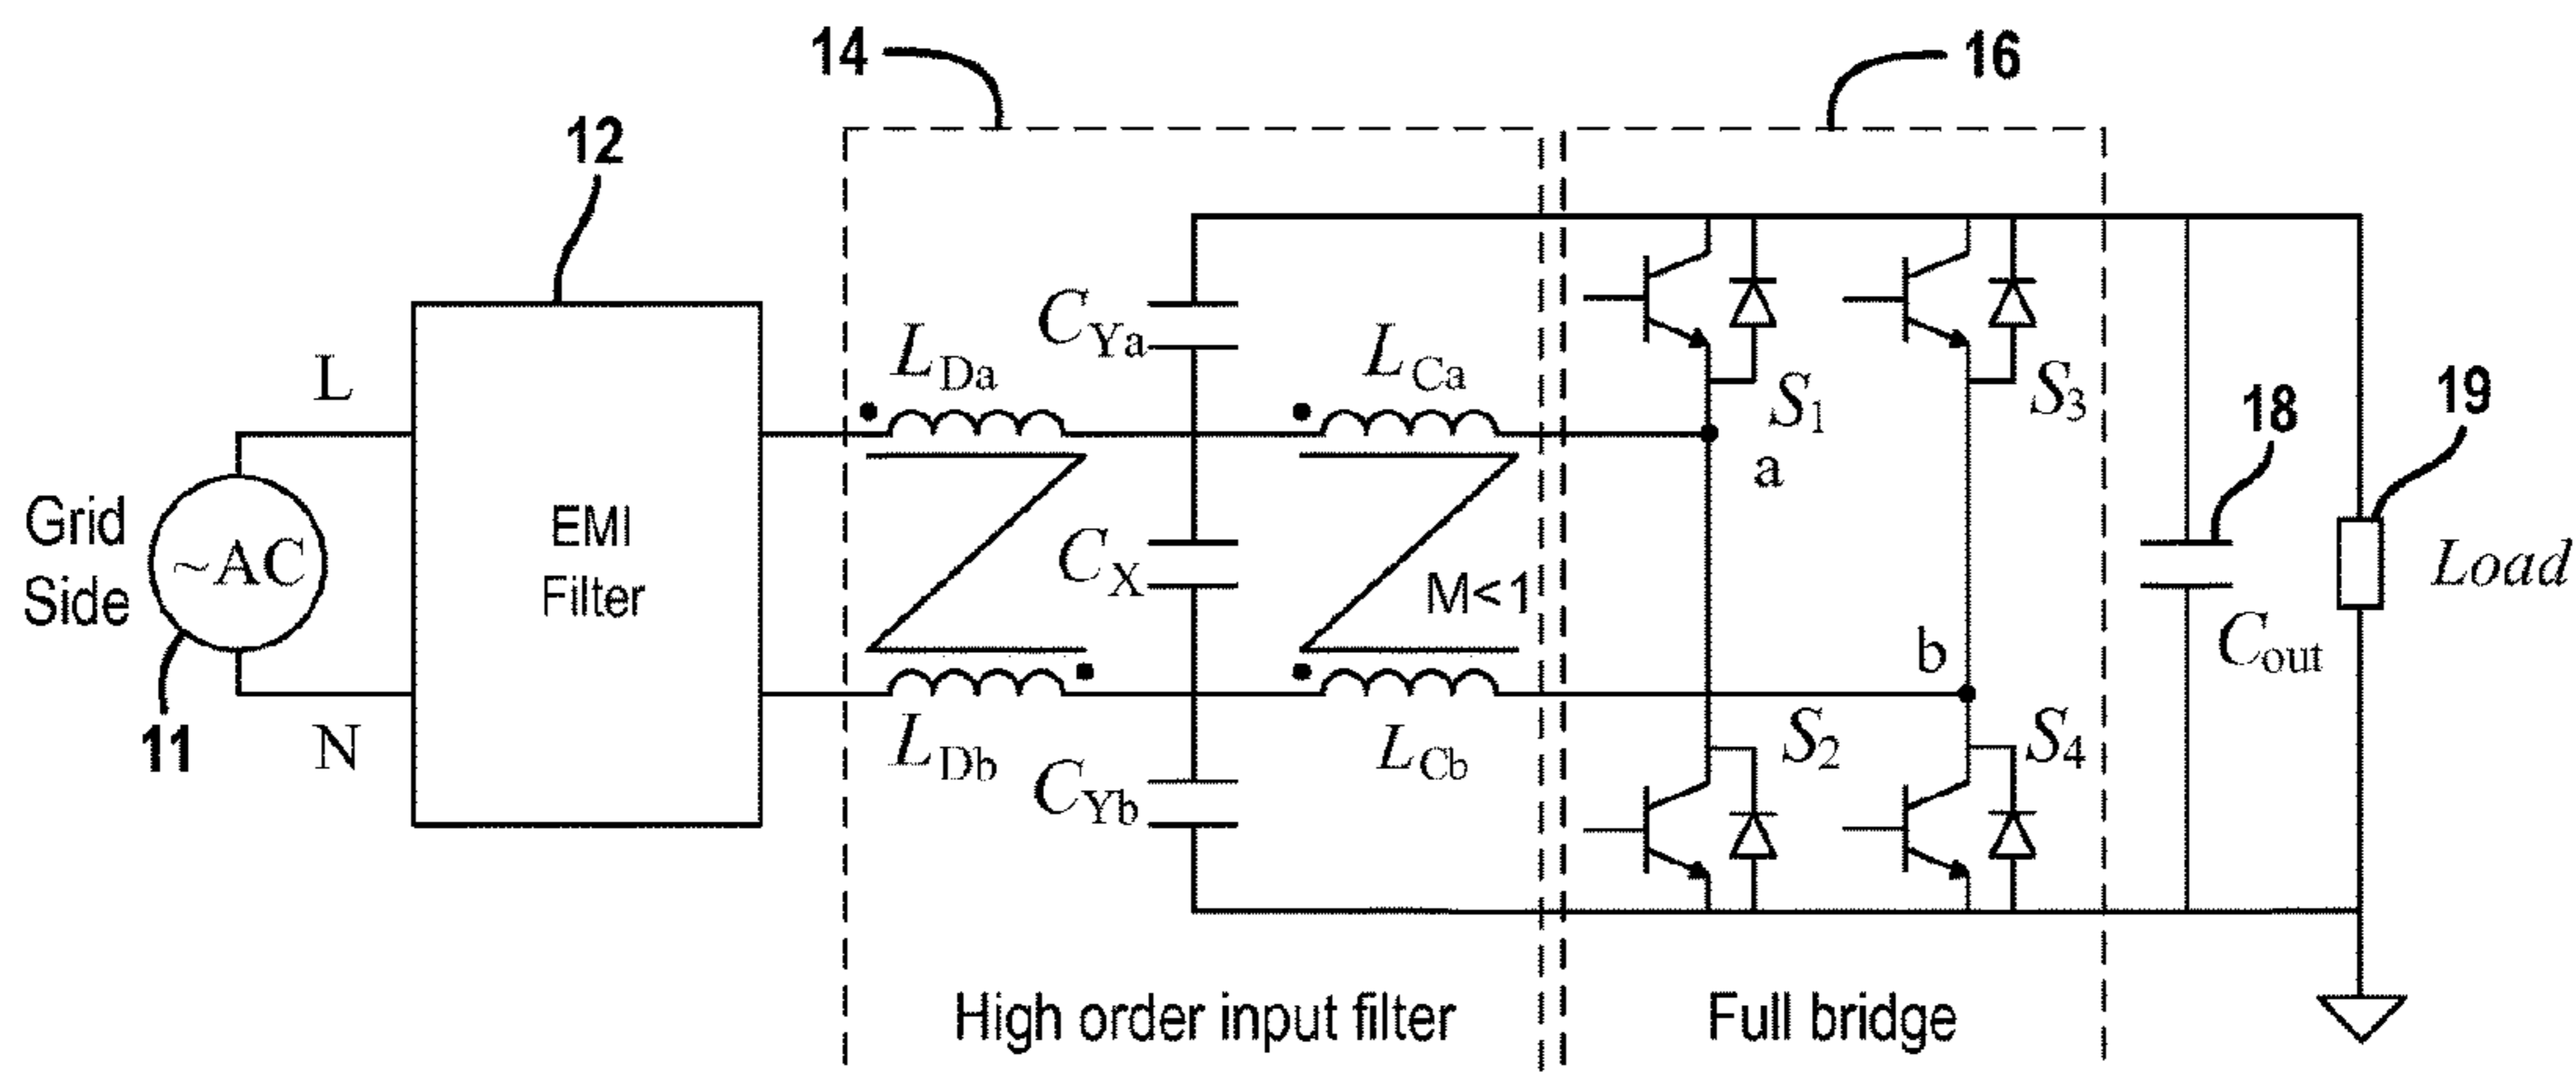 14
16
12
C_Ya
L_Da
L_Ca
L
S_1
S_3
18
19
a
Grid
Side
~AC
EMI
Filter
C_X
M<1
Load
b
C_out
11
N
L_Db
C_Yb
L_Cb
S_2
S_4
High order input filter
Full bridge